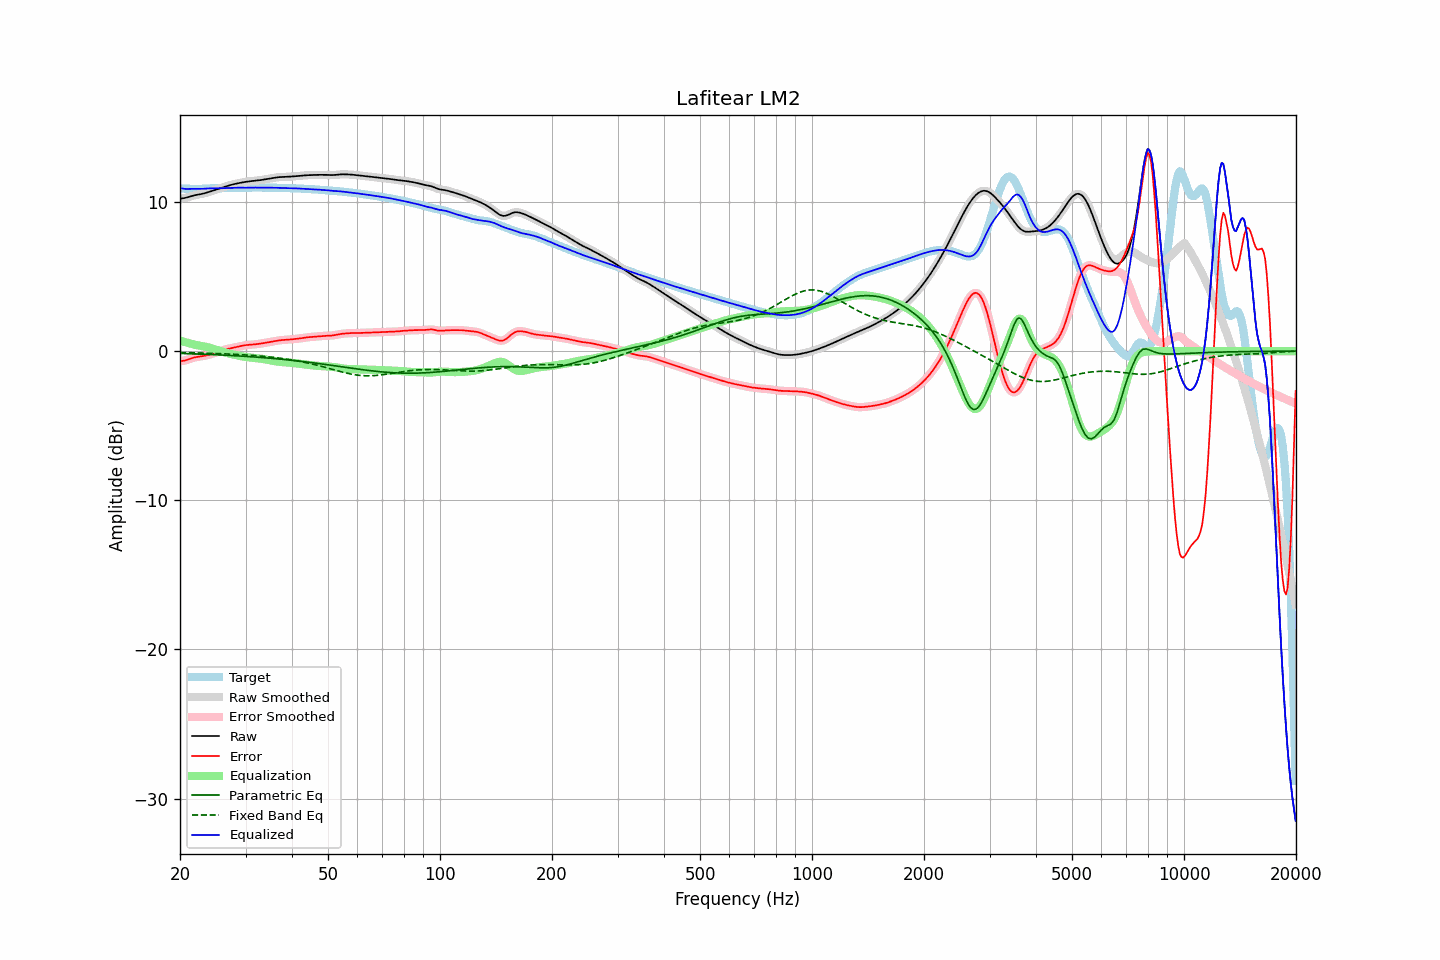 Lafitear LM2
10
0
−10
−20
−30
Amplitude (dBr)
Target
Raw Smoothed
Error Smoothed
Raw
Error
Equalization
Parametric Eq
Fixed Band Eq
Equalized
20 50 100 200 500 1000 2000 5000 10000 20000
Frequency (Hz)